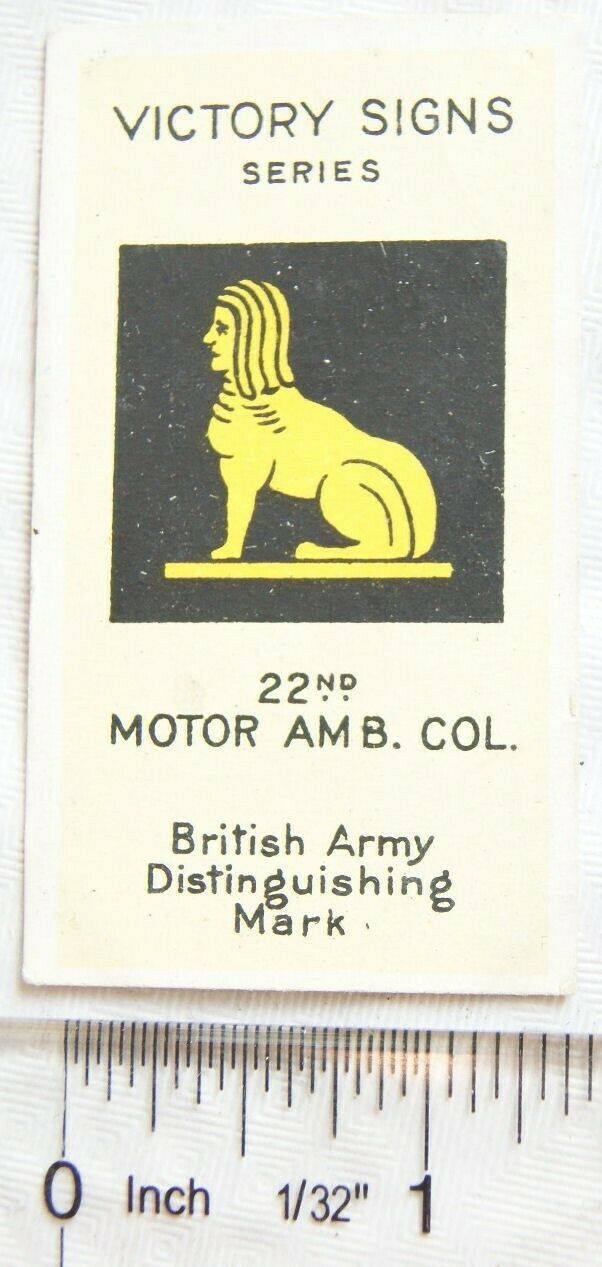 VICTORY SIGNS
SERIES
22ND
MOTOR AMB. COL.
British Army
Distinguishing
Mark
0 Inch 1/32" 1